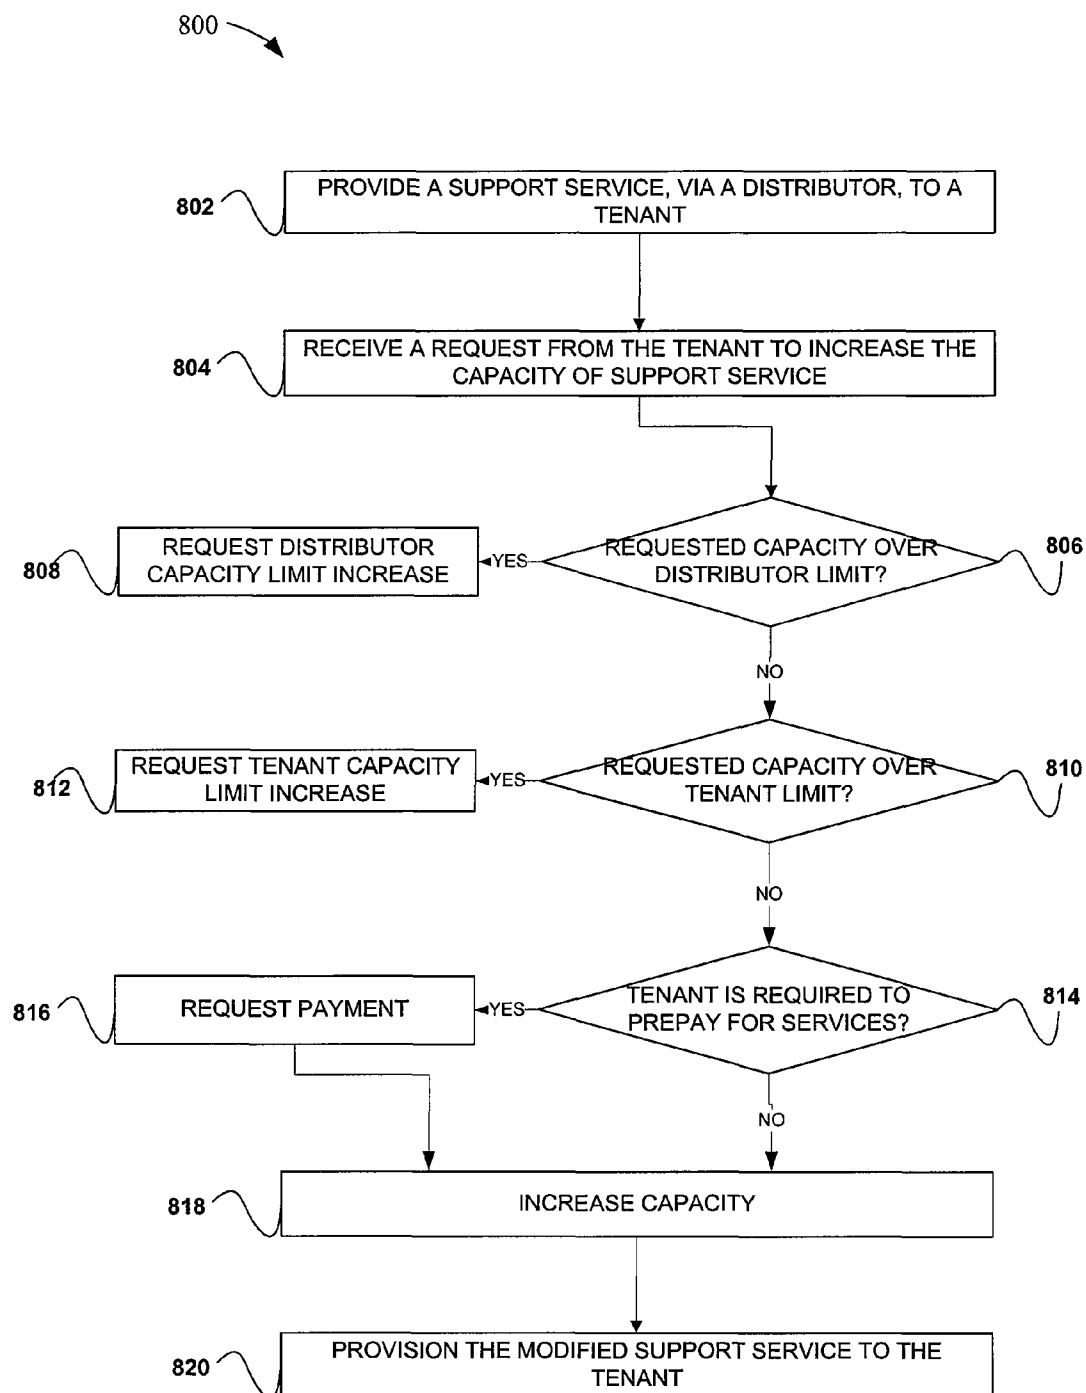 800
802
PROVIDE A SUPPORT SERVICE, VIA A DISTRIBUTOR, TO A
TENANT
804
RECEIVE A REQUEST FROM THE TENANT TO INCREASE THE
CAPACITY OF SUPPORT SERVICE
808
REQUEST DISTRIBUTOR
CAPACITY LIMIT INCREASE
YES
REQUESTED CAPACITY OVER
DISTRIBUTOR LIMIT?
806
NO
812
REQUEST TENANT CAPACITY
LIMIT INCREASE
YES
REQUESTED CAPACITY OVER
TENANT LIMIT?
810
NO
816
REQUEST PAYMENT
YES
TENANT IS REQUIRED TO
PREPAY FOR SERVICES?
814
NO
818
INCREASE CAPACITY
820
PROVISION THE MODIFIED SUPPORT SERVICE TO THE
TENANT